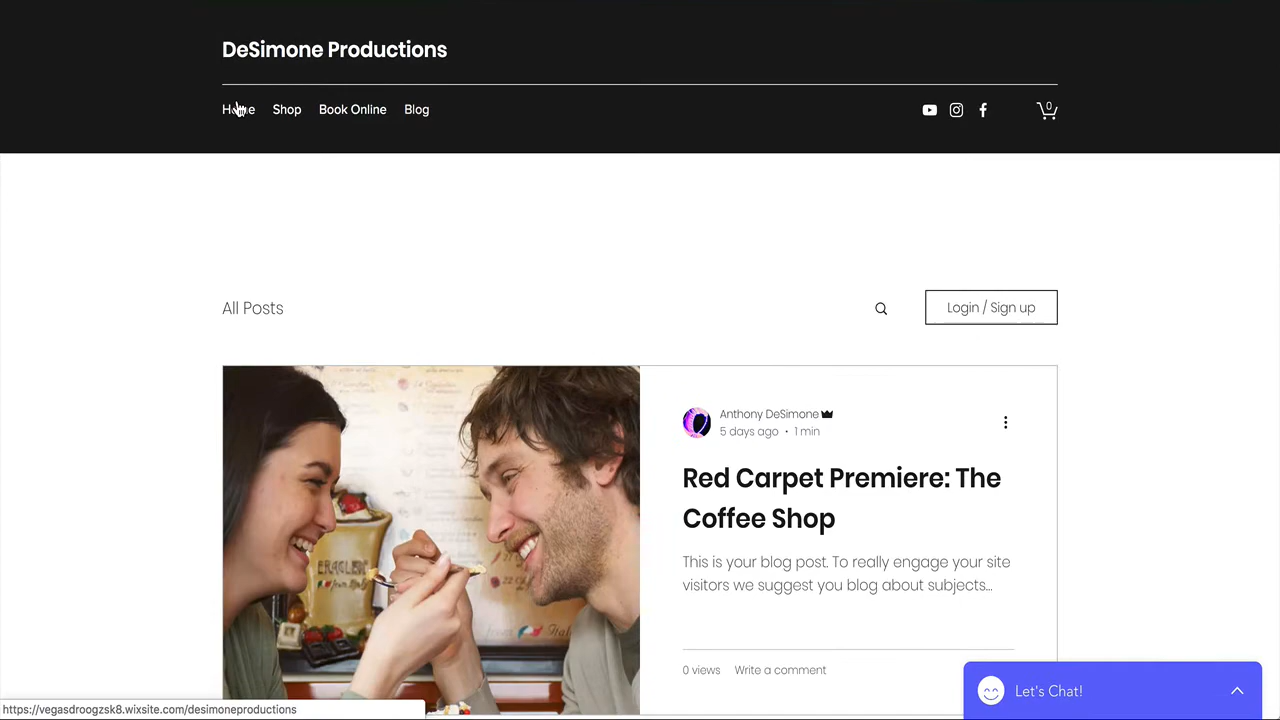 DeSimone Productions
Home Shop Book Online Blog
0
All Posts
Login / Sign up
Anthony DeSimone
5 days ago • 1 min
Red Carpet Premiere: The
Coffee Shop
This is your blog post. To really engage your site
visitors we suggest you blog about subjects...
0 views Write a comment
Let's Chat!
https://vegasdroogzsk8.wixsite.com/desimoneproductions